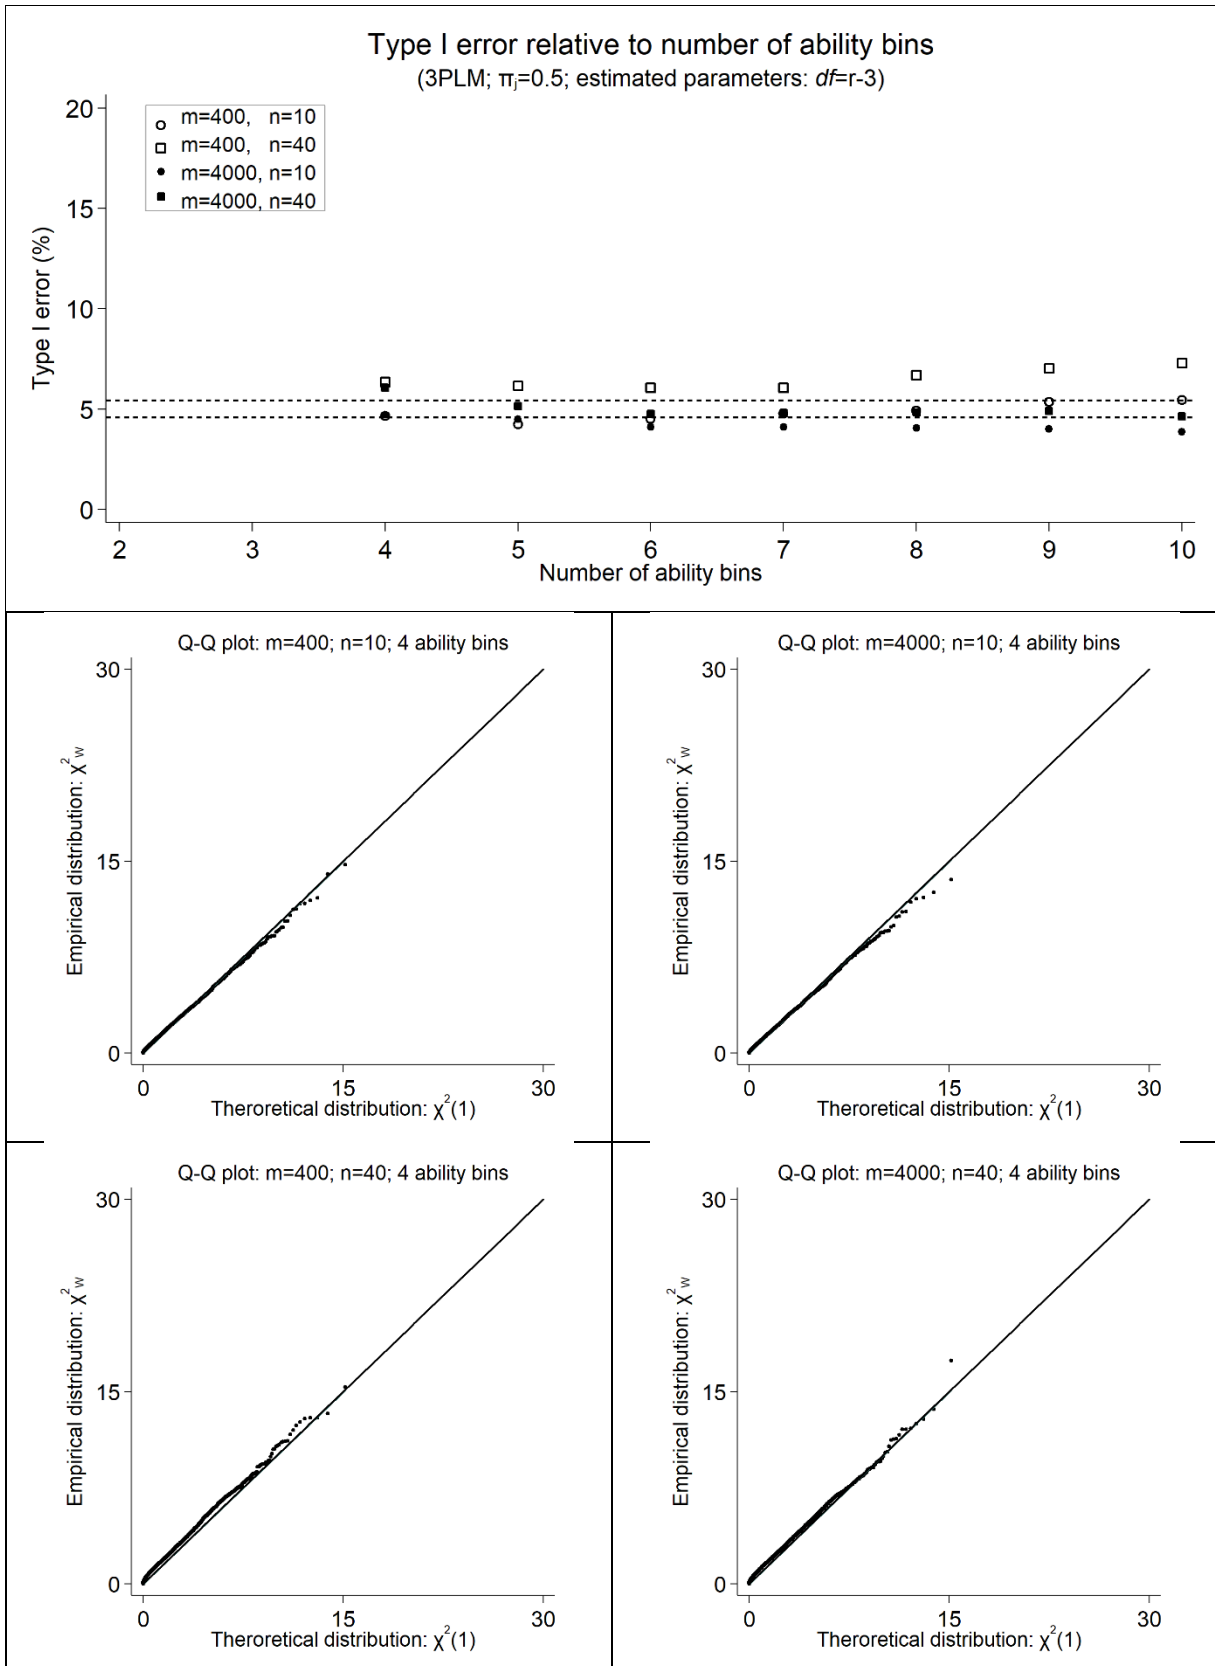 Type I error relative to number of ability bins
(3PLM; πⱼ=0.5; estimated parameters: df=r-3)
m=400, n=10
m=400, n=40
m=4000, n=10
m=4000, n=40
Type I error (%)
20
15
10
5
0
2 3 4 5 6 7 8 9 10
Number of ability bins
Q-Q plot: m=400; n=10; 4 ability bins
Empirical distribution: χ²w
30
15
0
0 15 30
Theroretical distribution: χ²(1)
Q-Q plot: m=4000; n=10; 4 ability bins
Empirical distribution: χ²w
30
15
0
0 15 30
Theroretical distribution: χ²(1)
Q-Q plot: m=400; n=40; 4 ability bins
Empirical distribution: χ²w
30
15
0
0 15 30
Theroretical distribution: χ²(1)
Q-Q plot: m=4000; n=40; 4 ability bins
Empirical distribution: χ²w
30
15
0
0 15 30
Theroretical distribution: χ²(1)